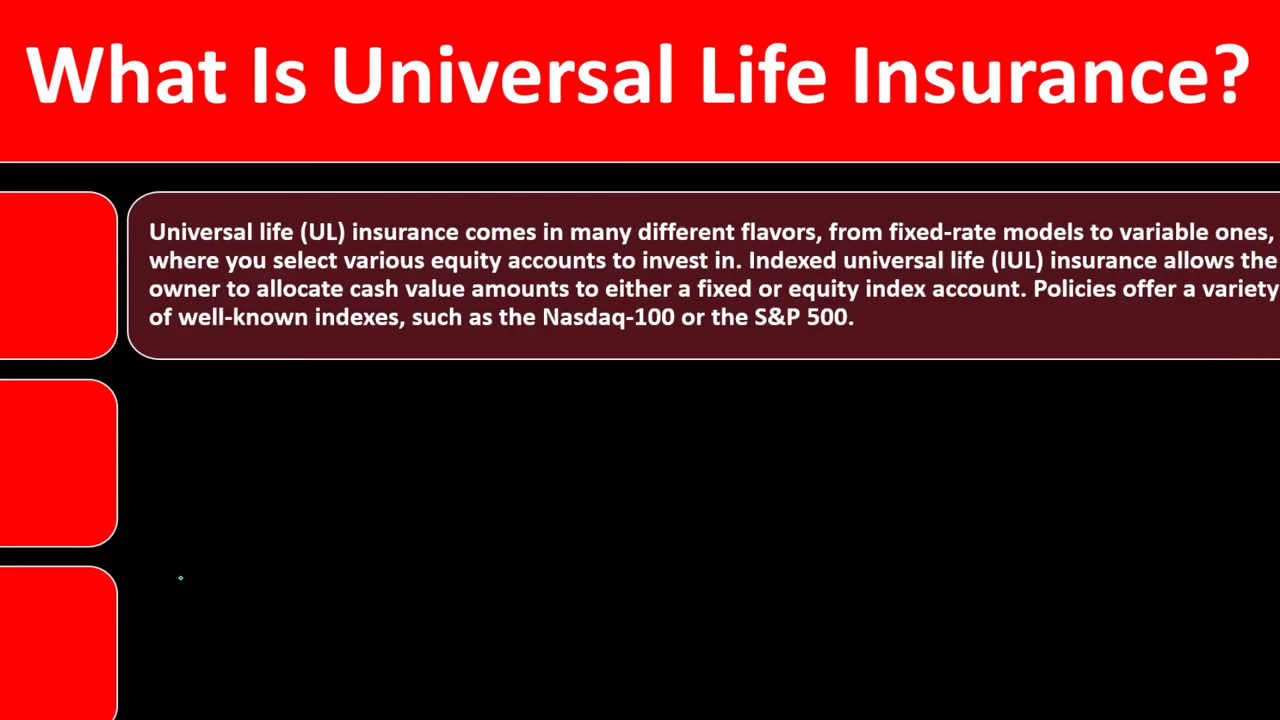 What Is Universal Life Insurance?
Universal life (UL) insurance comes in many different flavors, from fixed-rate models to variable ones,
where you select various equity accounts to invest in. Indexed universal life (IUL) insurance allows the
owner to allocate cash value amounts to either a fixed or equity index account. Policies offer a variety
of well-known indexes, such as the Nasdaq-100 or the S&P 500.